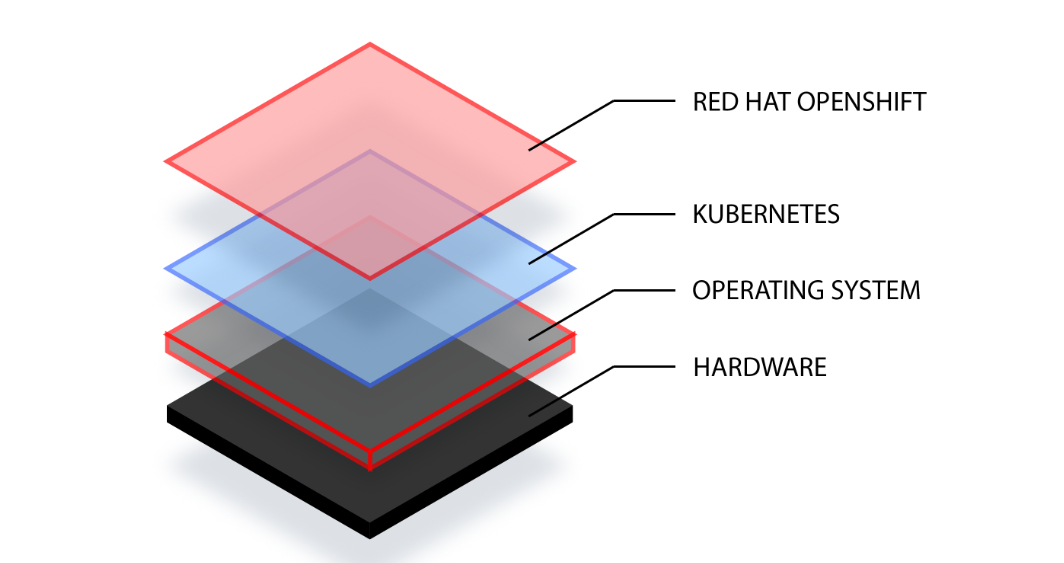 RED HAT OPENSHIFT
KUBERNETES
OPERATING SYSTEM
HARDWARE